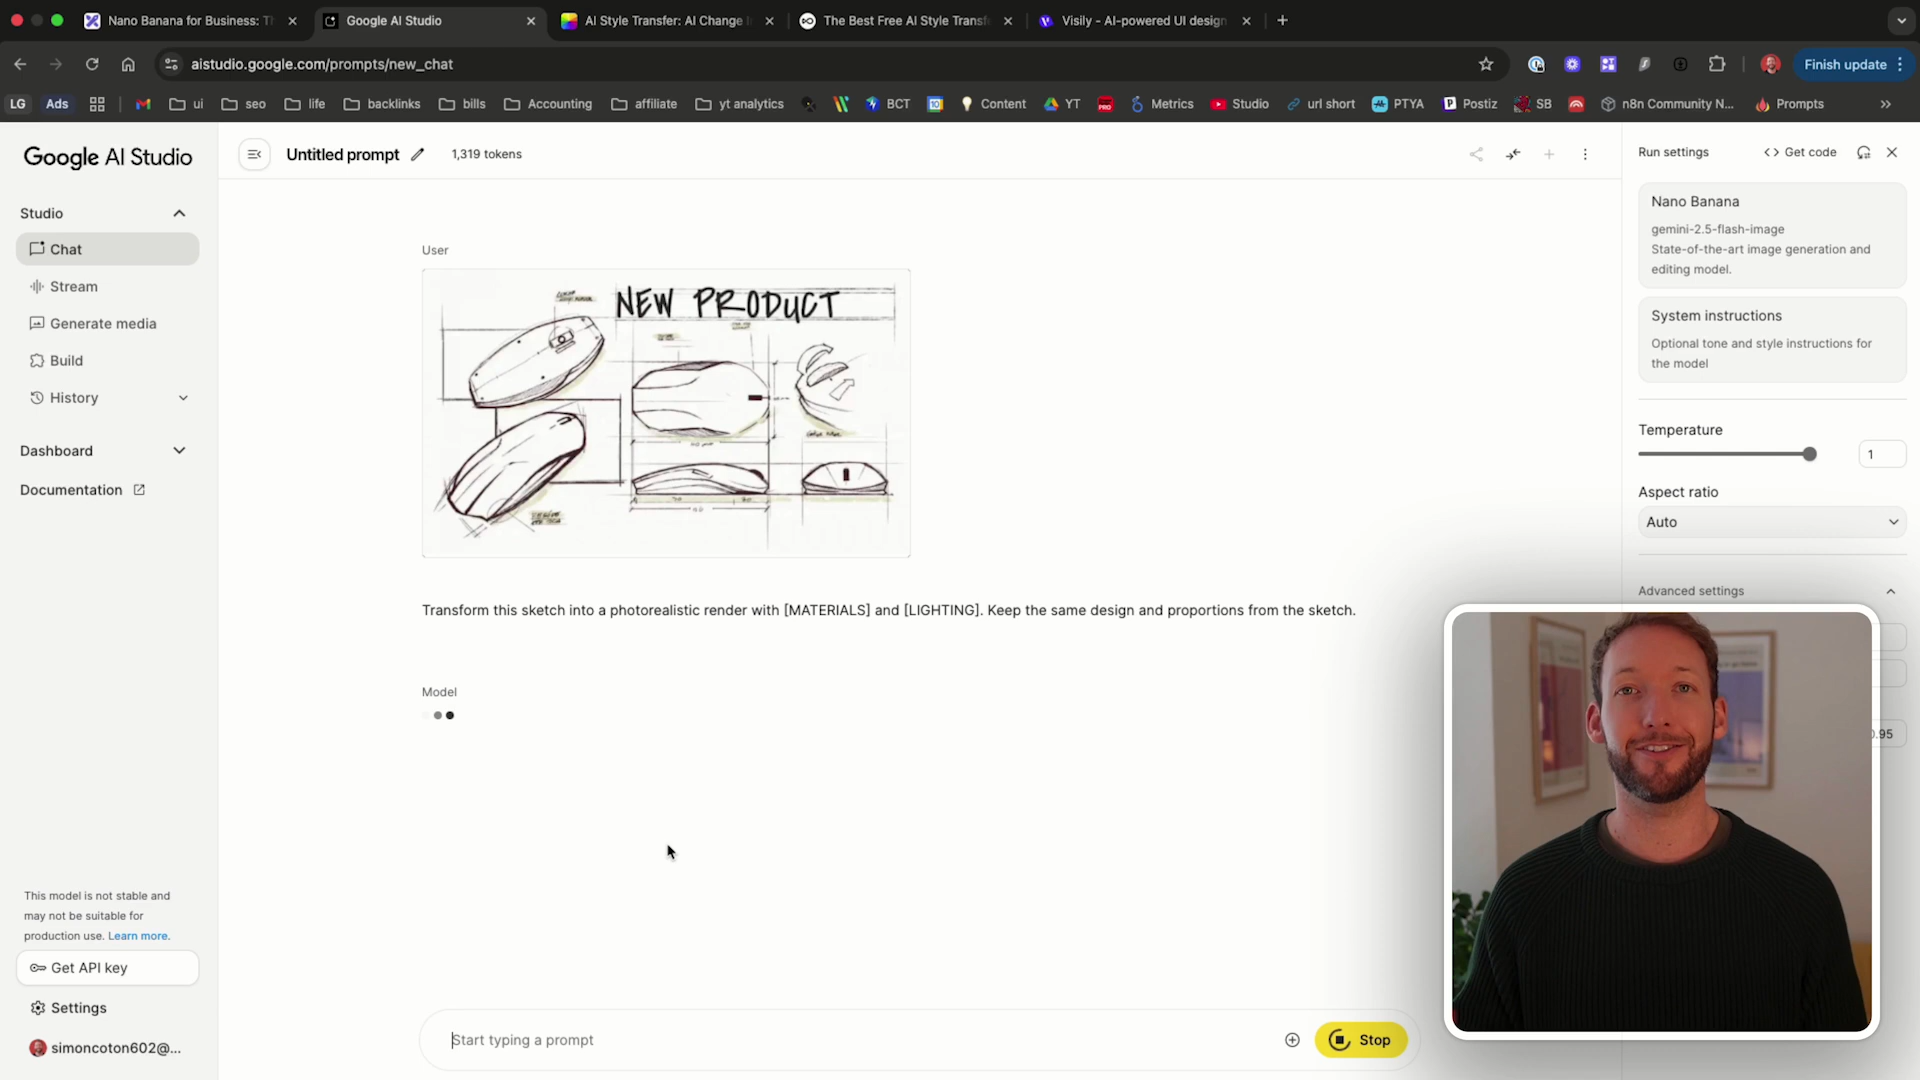 Nano Banana for Business: Th
Google AI Studio
AI Style Transfer: AI Change I
The Best Free AI Style Transf
Visily - AI-powered UI design
aistudio.google.com/prompts/new_chat
Finish update
LG
Ads
ui
seo
life
backlinks
bills
Accounting
affiliate
yt analytics
BCT
Content
YT
Metrics
Studio
url short
PTYA
Postiz
SB
n8n Community N...
Prompts
Google AI Studio
Untitled prompt
1,319 tokens
Run settings
Get code
Studio
Chat
Stream
Generate media
Build
History
Dashboard
Documentation
User
NEW PRODUCT
Transform this sketch into a photorealistic render with [MATERIALS] and [LIGHTING]. Keep the same design and proportions from the sketch.
Model
Nano Banana
gemini-2.5-flash-image
State-of-the-art image generation and
editing model.
System instructions
Optional tone and style instructions for
the model
Temperature
1
Aspect ratio
Auto
Advanced settings
0.95
This model is not stable and
may not be suitable for
production use. Learn more.
Get API key
Settings
simoncoton602@...
Start typing a prompt
Stop